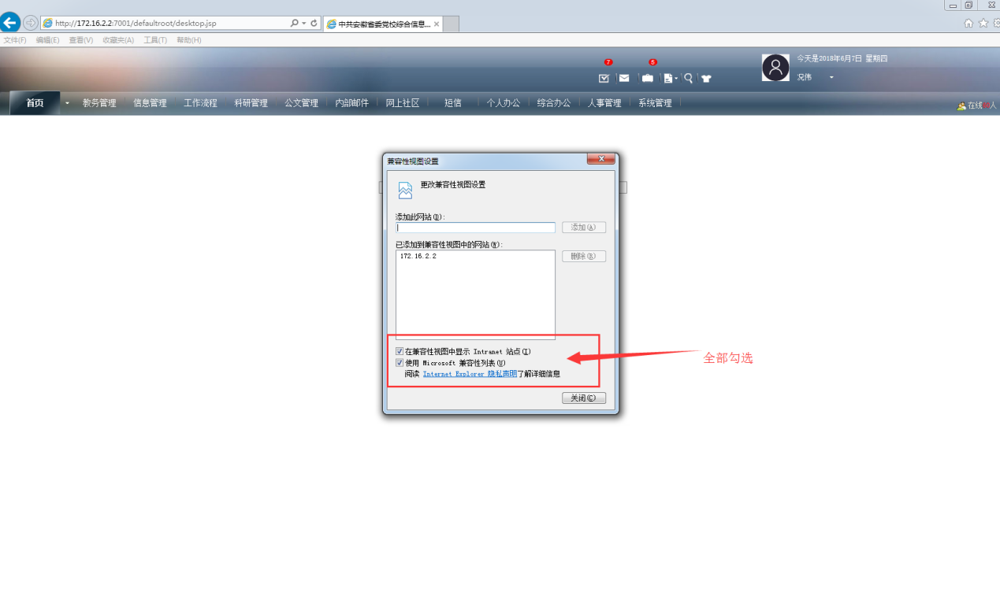 http://172.16.2.2:7001/defaultroot/desktop.jsp
中共安徽省委党校综合信息...
文件(F) 编辑(E) 查看(V) 收藏夹(A) 工具(T) 帮助(H)
7 5
今天是2018年6月7日 星期四
况伟
首页 教务管理 信息管理 工作流程 科研管理 公文管理 内部邮件 网上社区 短信 个人办公 综合办公 人事管理 系统管理
在线 人
兼容性视图设置
更改兼容性视图设置
添加此网站(D):
添加(A)
已添加到兼容性视图中的网站(W):
172.16.2.2
删除(R)
在兼容性视图中显示 Intranet 站点(I)
使用 Microsoft 兼容性列表(U)
阅读 Internet Explorer 隐私声明了解详细信息
全部勾选
关闭(C)